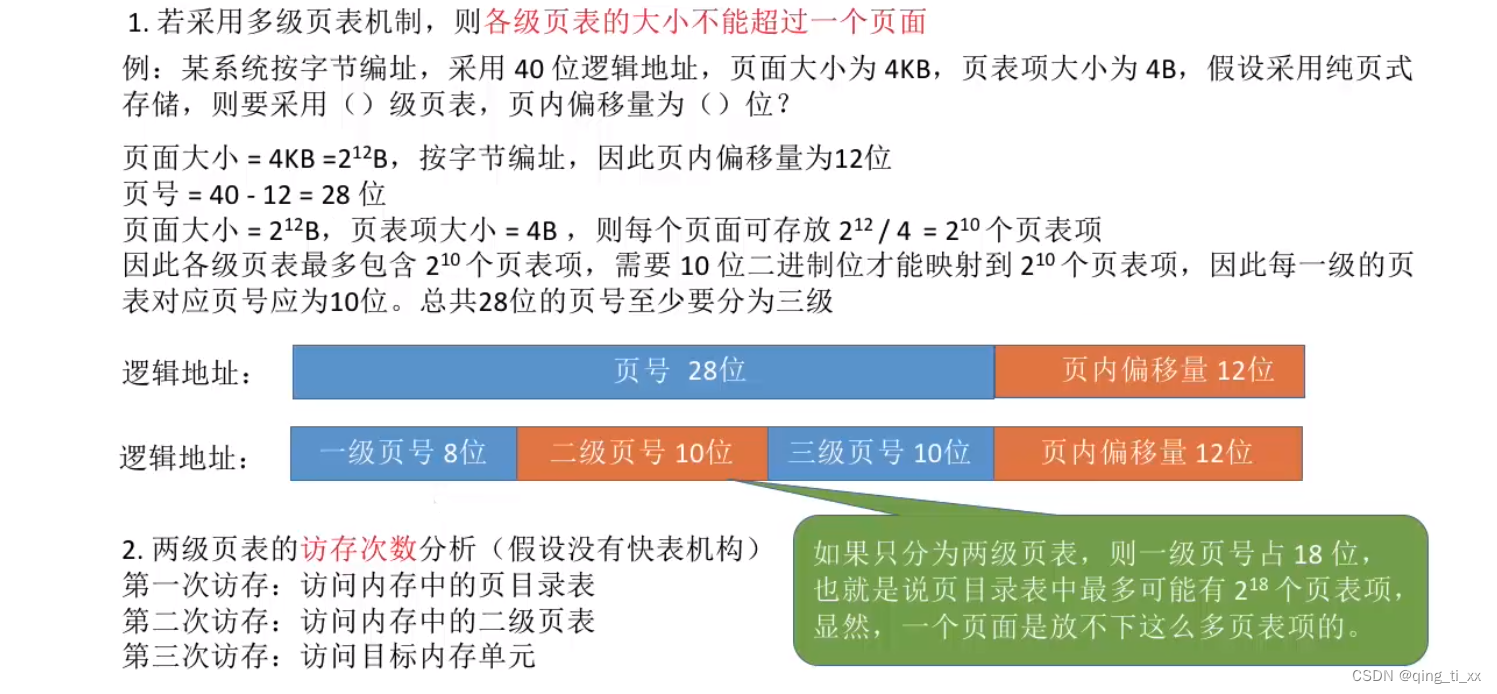 1. 若采用多级页表机制，则各级页表的大小不能超过一个页面
例：某系统按字节编址，采用 40 位逻辑地址，页面大小为 4KB，页表项大小为 4B，假设采用纯页式
存储，则要采用（）级页表，页内偏移量为（）位？
页面大小 = 4KB =2¹²B，按字节编址，因此页内偏移量为12位
页号 = 40 - 12 = 28 位
页面大小 = 2¹²B，页表项大小 = 4B ，则每个页面可存放 2¹² / 4 = 2¹⁰ 个页表项
因此各级页表最多包含 2¹⁰ 个页表项，需要 10 位二进制位才能映射到 2¹⁰ 个页表项，因此每一级的页
表对应页号应为10位。总共28位的页号至少要分为三级
逻辑地址： 页号 28位 页内偏移量 12位
逻辑地址： 一级页号 8位 二级页号 10位 三级页号 10位 页内偏移量 12位
如果只分为两级页表，则一级页号占 18 位，
也就是说页目录表中最多可能有 2¹⁸ 个页表项，
显然，一个页面是放不下这么多页表项的。
2. 两级页表的访存次数分析（假设没有快表机构）
第一次访存：访问内存中的页目录表
第二次访存：访问内存中的二级页表
第三次访存：访问目标内存单元
CSDN @qing_ti_xx